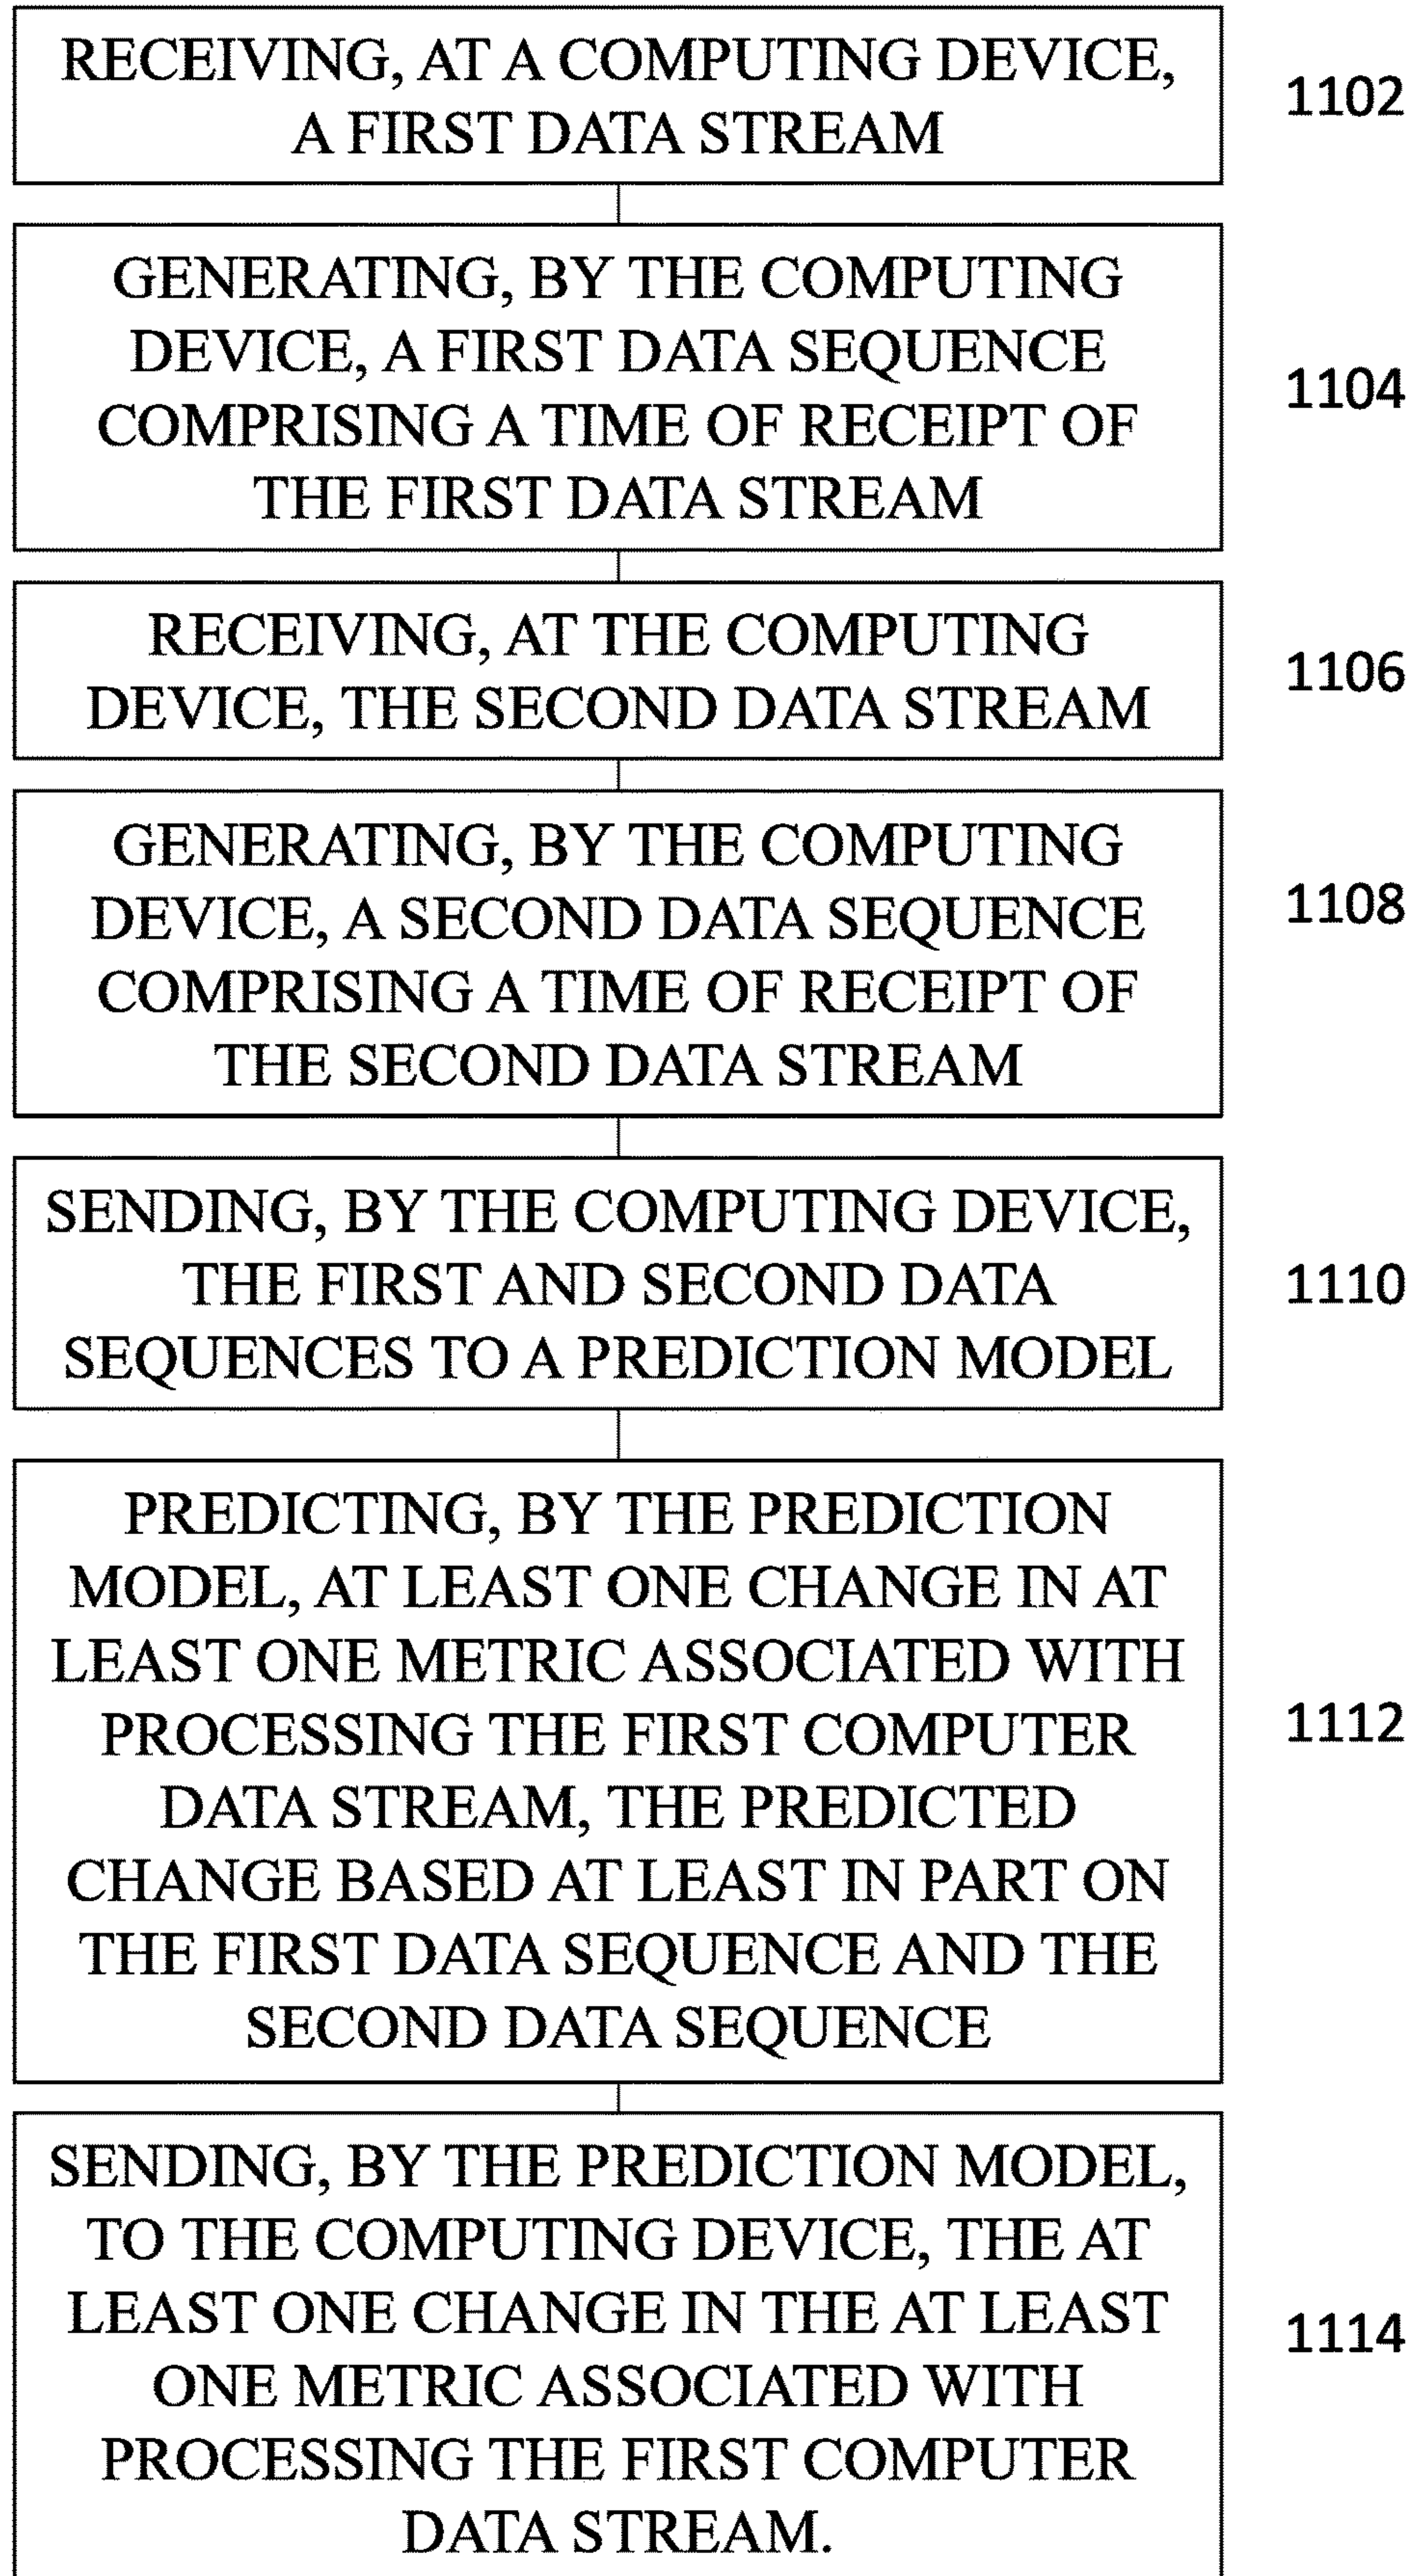 RECEIVING, AT A COMPUTING DEVICE,
A FIRST DATA STREAM
1102
GENERATING, BY THE COMPUTING
DEVICE, A FIRST DATA SEQUENCE
COMPRISING A TIME OF RECEIPT OF
THE FIRST DATA STREAM
1104
RECEIVING, AT THE COMPUTING
DEVICE, THE SECOND DATA STREAM
1106
GENERATING, BY THE COMPUTING
DEVICE, A SECOND DATA SEQUENCE
COMPRISING A TIME OF RECEIPT OF
THE SECOND DATA STREAM
1108
SENDING, BY THE COMPUTING DEVICE,
THE FIRST AND SECOND DATA
SEQUENCES TO A PREDICTION MODEL
1110
PREDICTING, BY THE PREDICTION
MODEL, AT LEAST ONE CHANGE IN AT
LEAST ONE METRIC ASSOCIATED WITH
PROCESSING THE FIRST COMPUTER
DATA STREAM, THE PREDICTED
CHANGE BASED AT LEAST IN PART ON
THE FIRST DATA SEQUENCE AND THE
SECOND DATA SEQUENCE
1112
SENDING, BY THE PREDICTION MODEL,
TO THE COMPUTING DEVICE, THE AT
LEAST ONE CHANGE IN THE AT LEAST
ONE METRIC ASSOCIATED WITH
PROCESSING THE FIRST COMPUTER
DATA STREAM.
1114